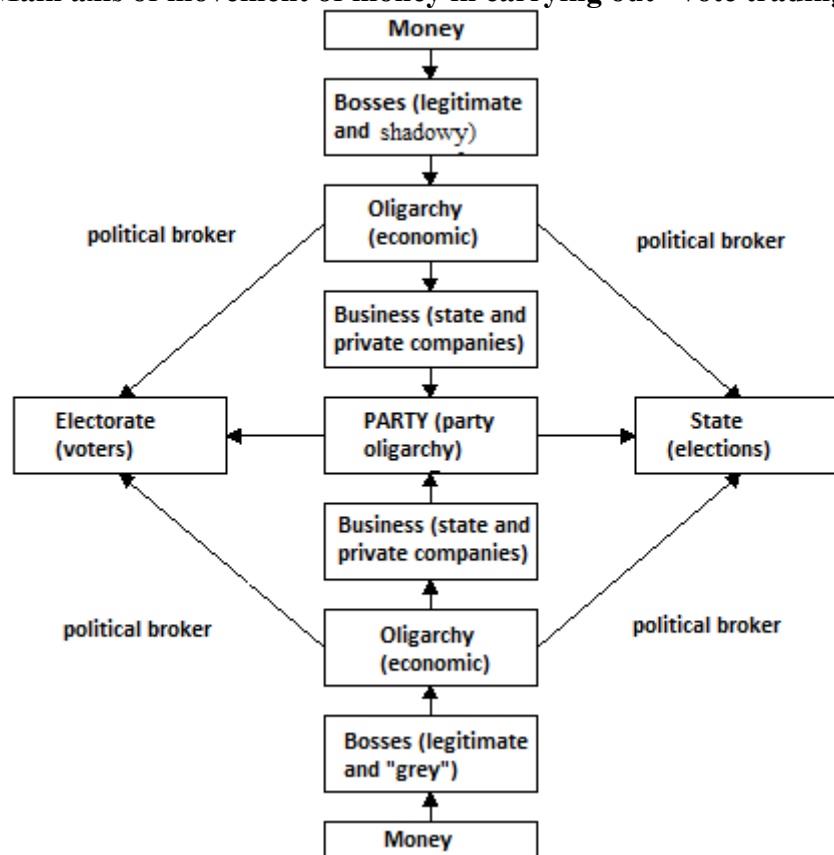 Main axis of movement of money in carrying out "vote trading
Money
Bosses (legitimate
and shadowy)
Oligarchy
(economic)
political broker
political broker
Business (state and
private companies)
Electorate
(voters)
PARTY (party
oligarchy)
State
(elections)
Business (state and
private companies)
political broker
political broker
Oligarchy
(economic)
Bosses (legitimate
and "grey")
Money